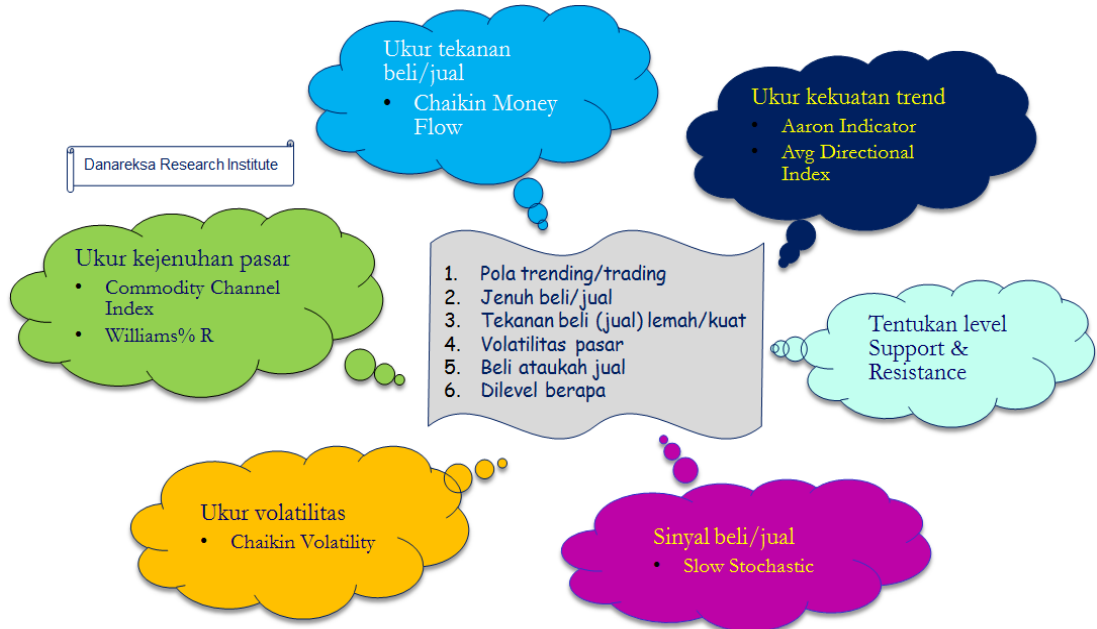 Ukur tekanan
beli/jual
• Chaikin Money
Flow
Ukur kekuatan trend
• Aaron Indicator
• Avg Directional
Index
Danareksa Research Institute
Ukur kejenuhan pasar
• Commodity Channel
Index
• Williams% R
1. Pola trending/trading
2. Jenuh beli/jual
3. Tekanan beli (jual) lemah/kuat
4. Volatilitas pasar
5. Beli ataukah jual
6. Dilevel berapa
Tentukan level
Support &
Resistance
Ukur volatilitas
• Chaikin Volatility
Sinyal beli/jual
• Slow Stochastic